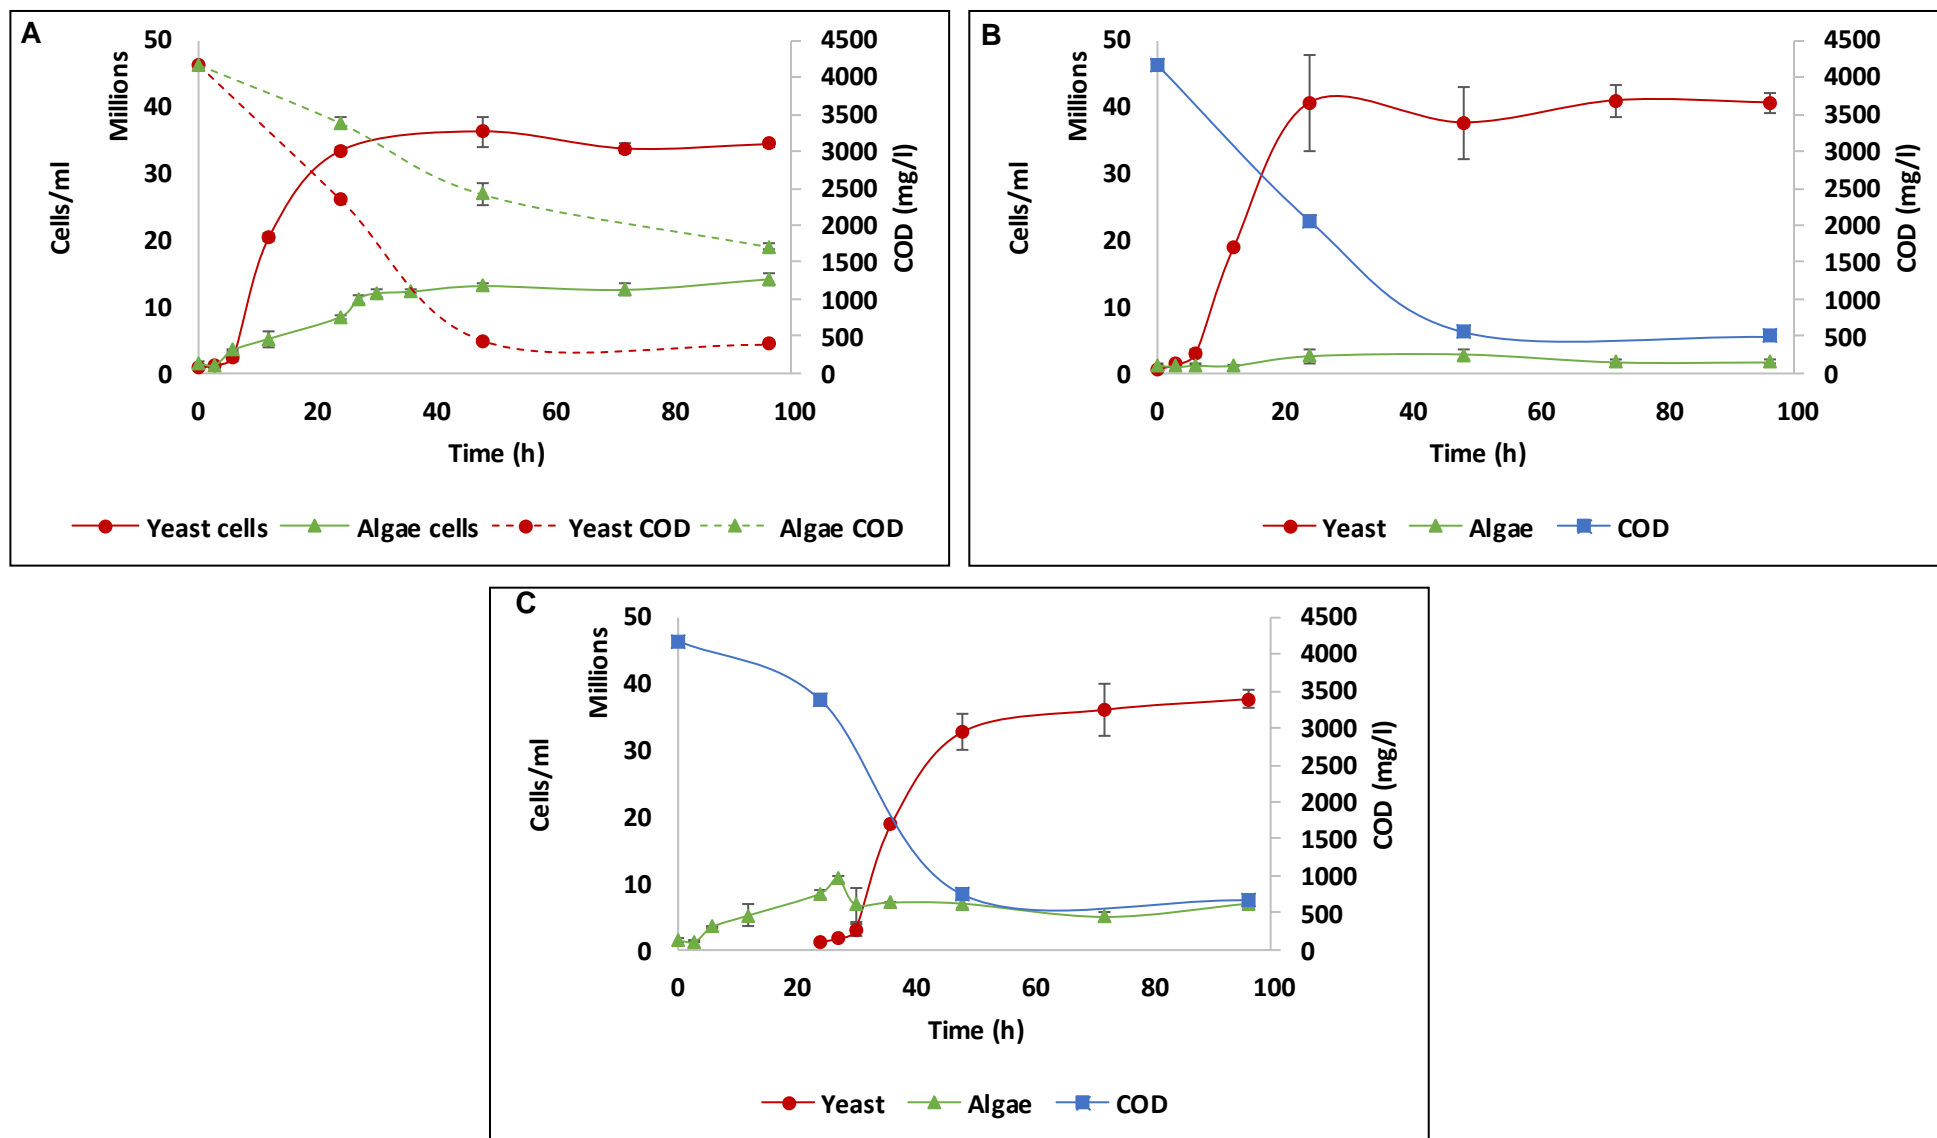 A
50
40
30
20
10
0
Millions
Cells/ml
4500
4000
3500
3000
2500
2000
1500
1000
500
0
COD (mg/l)
0 20 40 60 80 100
Time (h)
Yeast cells Algae cells Yeast COD Algae COD
B
50
40
30
20
10
0
Millions
Cells/ml
4500
4000
3500
3000
2500
2000
1500
1000
500
0
COD (mg/l)
0 20 40 60 80 100
Time (h)
Yeast Algae COD
C
50
40
30
20
10
0
Millions
Cells/ml
4500
4000
3500
3000
2500
2000
1500
1000
500
0
COD (mg/l)
0 20 40 60 80 100
Time (h)
Yeast Algae COD